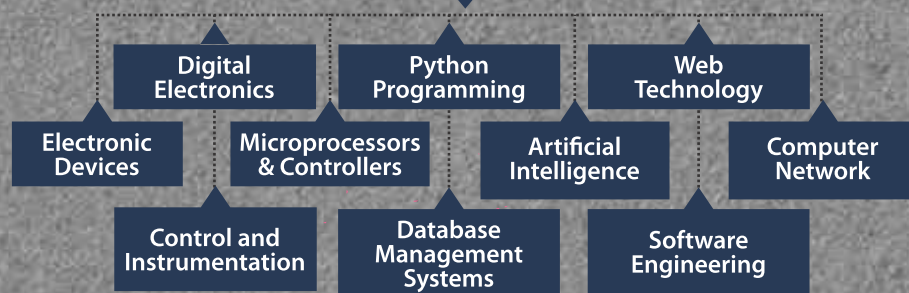 Digital
Electronics
Python
Programming
Web
Technology
Electronic
Devices
Microprocessors
& Controllers
Artificial
Intelligence
Computer
Network
Control and
Instrumentation
Database
Management
Systems
Software
Engineering